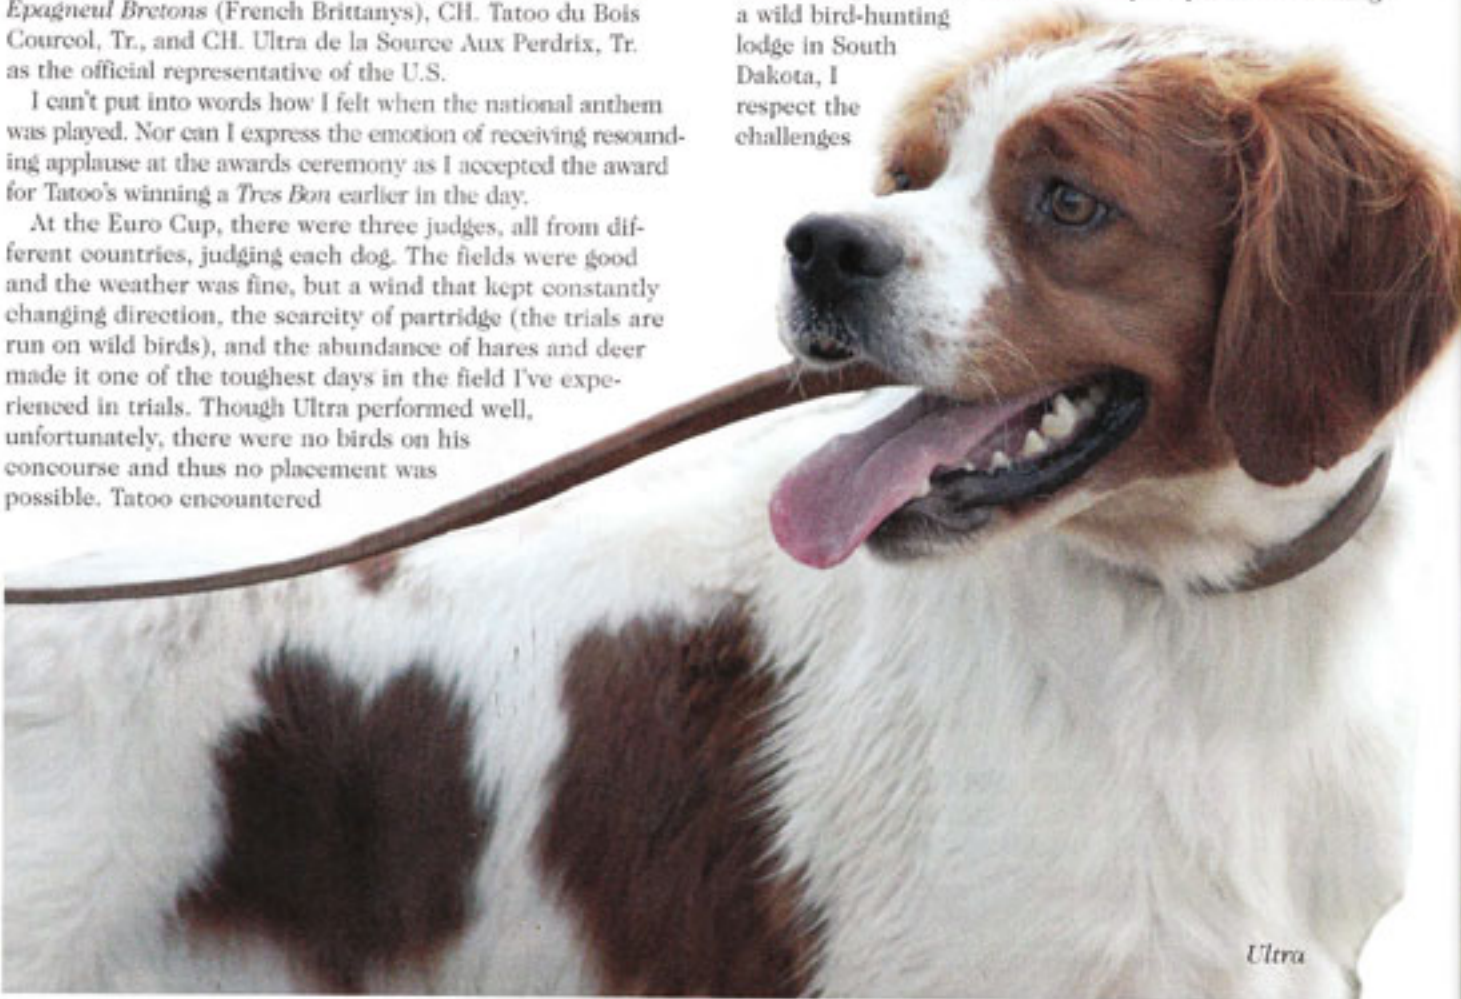 Epagneul Bretons (French Brittanys), CH. Tatoo du Bois
Courcol, Tr., and CH. Ultra de la Source Aux Perdrix, Tr.
as the official representative of the U.S.
I can't put into words how I felt when the national anthem
was played. Nor can I express the emotion of receiving resound-
ing applause at the awards ceremony as I accepted the award
for Tatoo's winning a Tres Bon earlier in the day.
At the Euro Cup, there were three judges, all from dif-
ferent countries, judging each dog. The fields were good
and the weather was fine, but a wind that kept constantly
changing direction, the scarcity of partridge (the trials are
run on wild birds), and the abundance of hares and deer
made it one of the toughest days in the field I've expe-
rienced in trials. Though Ultra performed well,
unfortunately, there were no birds on his
concourse and thus no placement was
possible. Tatoo encountered
a wild bird-hunting
lodge in South
Dakota, I
respect the
challenges
Ultra